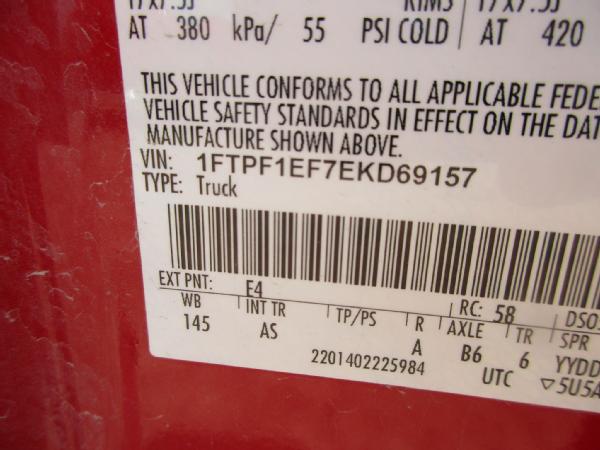 AT 380 kPa/ 55 PSI COLD AT 420
THIS VEHICLE CONFORMS TO ALL APPLICABLE FEDE
VEHICLE SAFETY STANDARDS IN EFFECT ON THE DAT
MANUFACTURE SHOWN ABOVE.
VIN: 1FTPF1EF7EKD69157
TYPE: Truck
EXT PNT: E4 RC: 58 DSO:
WB INT TR TP/PS R AXLE TR SPR
145 AS A B6 6 YYDD
2201402225984 UTC ▽5U5A